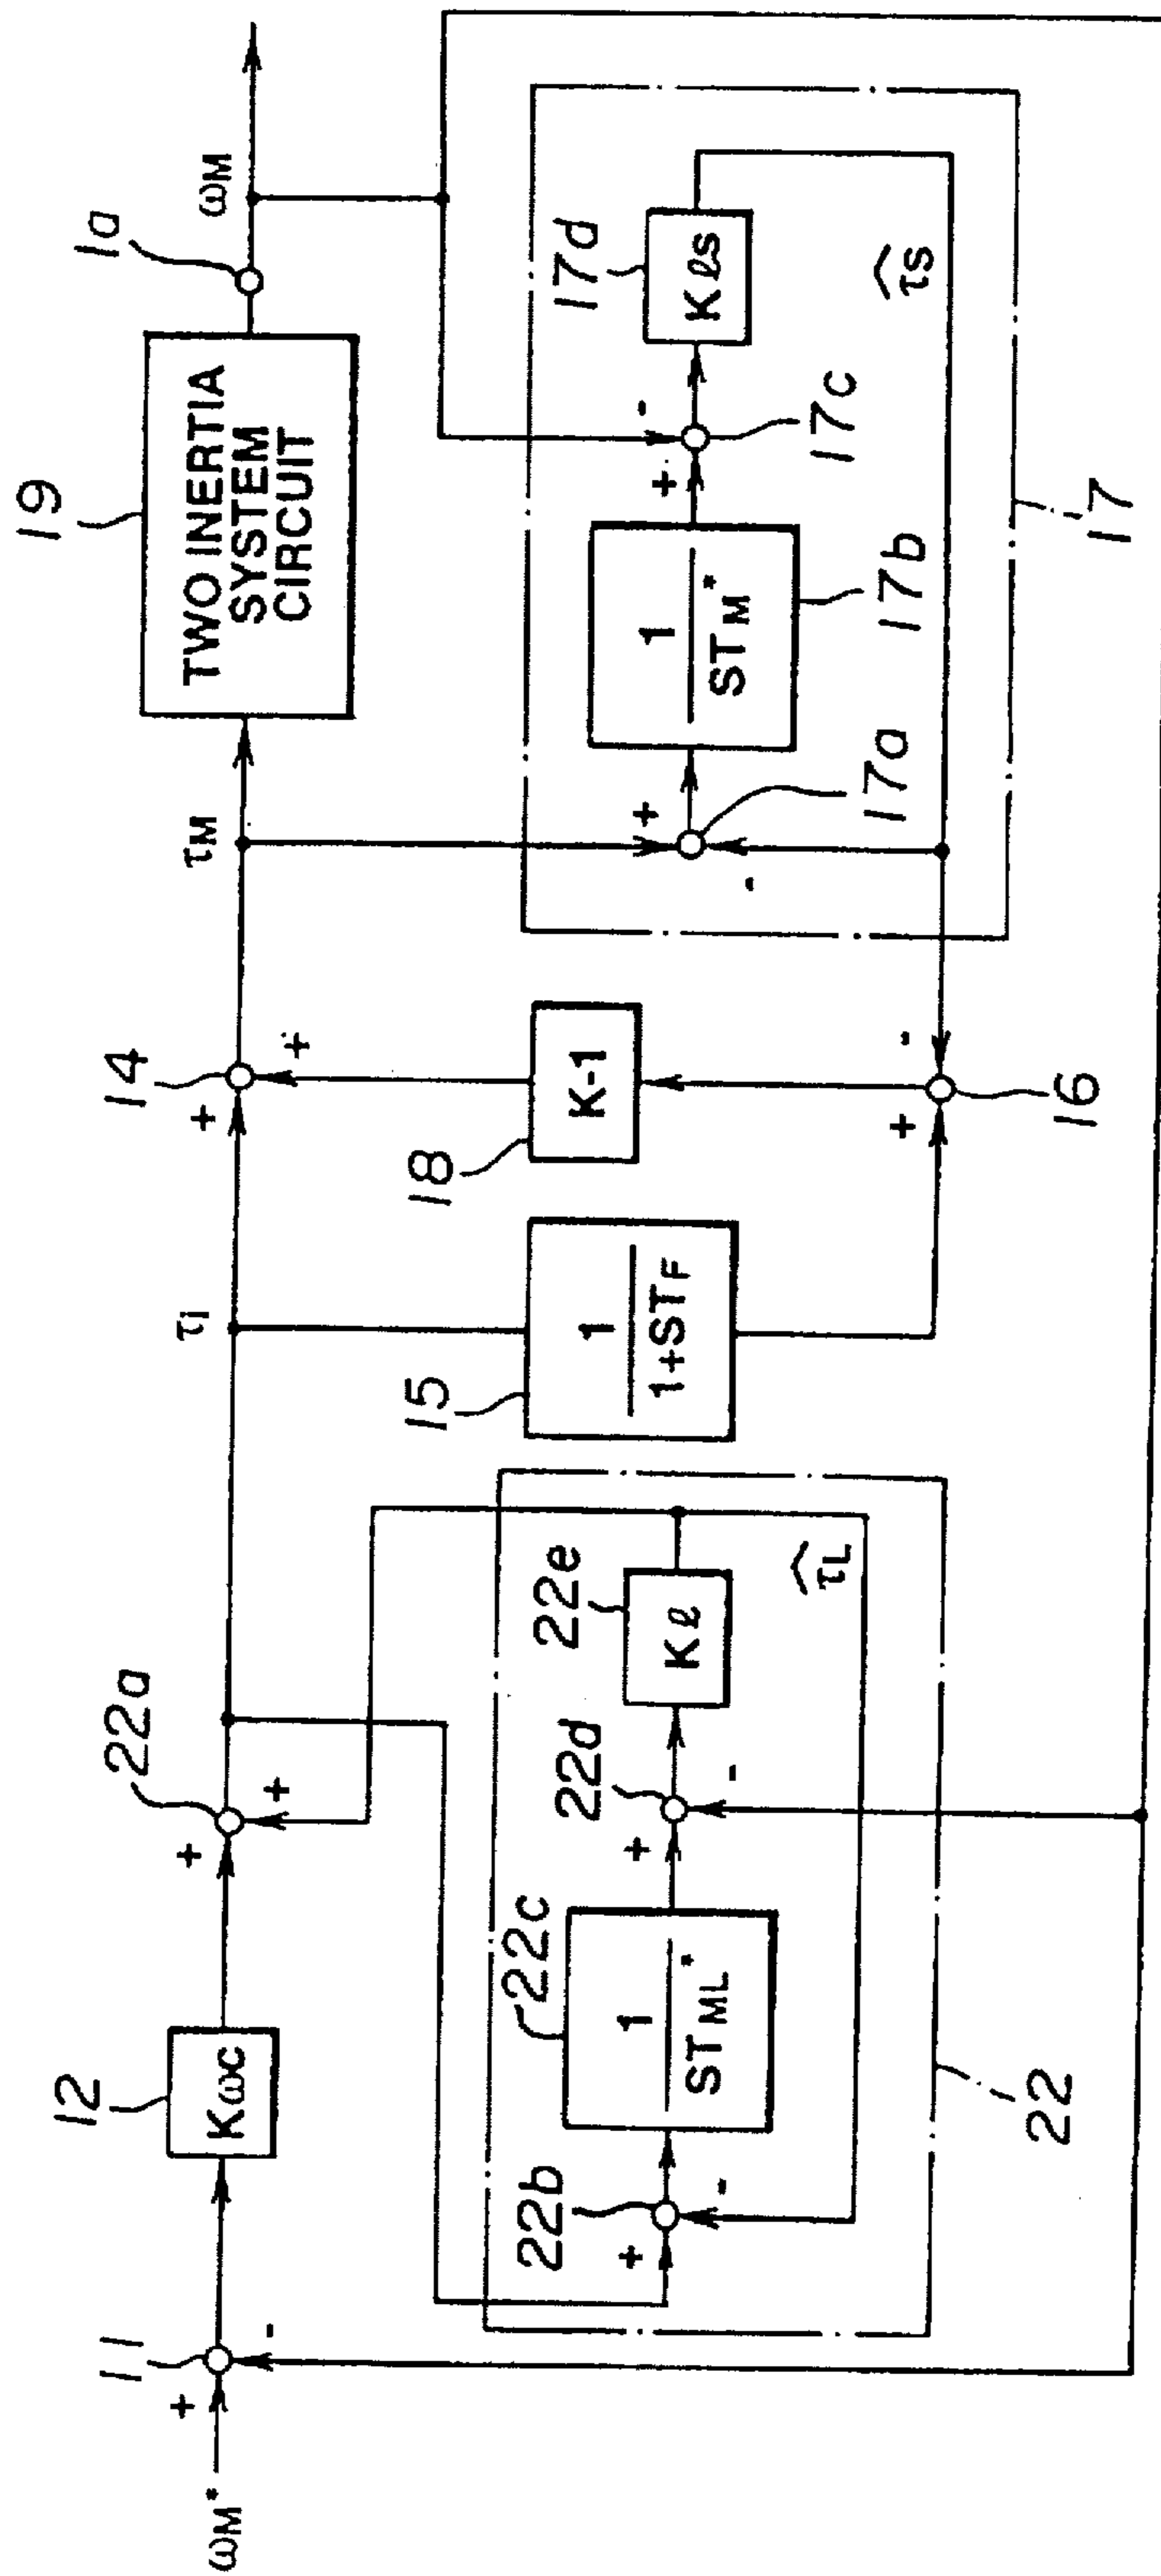 ωM*
+
-
11
12
Kωc
+
+
22a
τi
+
+
14
τM
19
TWO INERTIA
SYSTEM
CIRCUIT
1a
ωM
22b
+
-
22c
1
STML*
+
-
22d
22e
Kℓ
τ̂L
22
15
1
1+STF
18
K-1
+
-
16
+
-
17a
1
STM*
17b
+
-
17c
17d
Kℓs
τ̂S
17